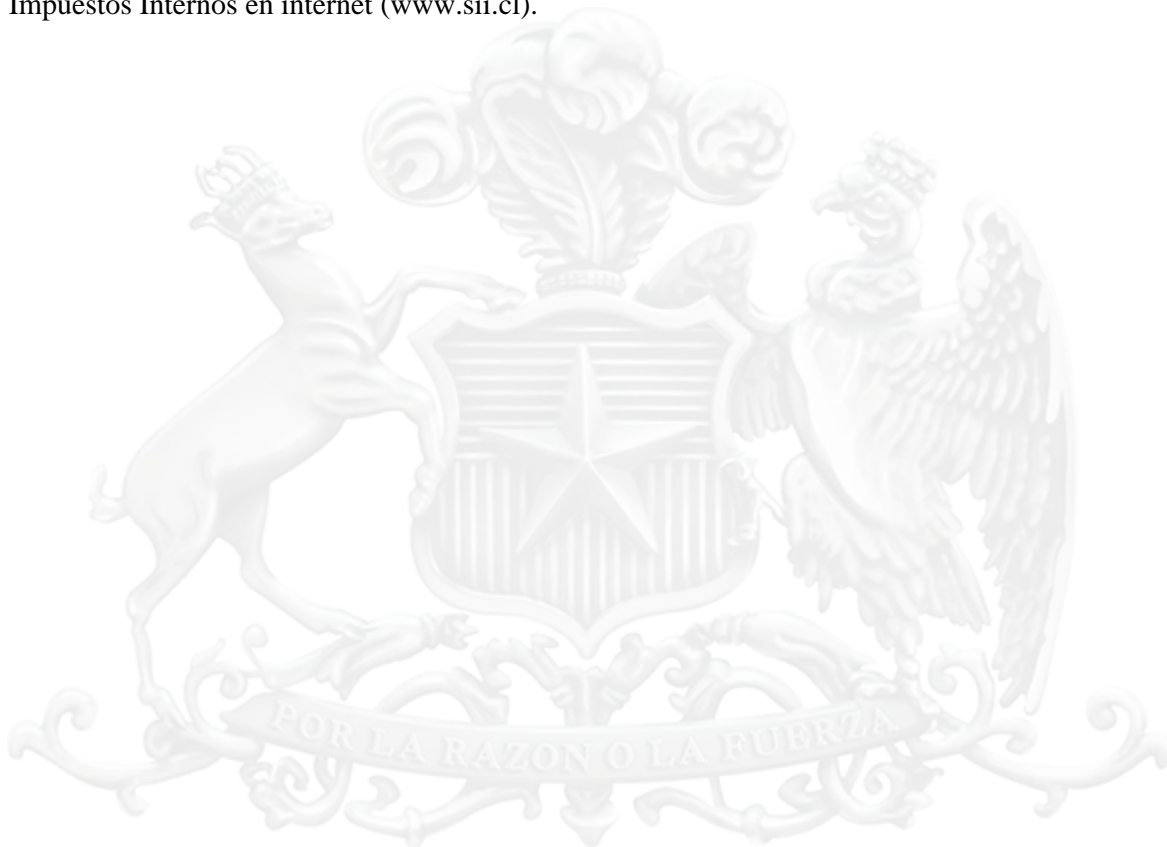 Impuestos Internos en internet (www.sii.cl).
POR LA RAZON O LA FUERZA